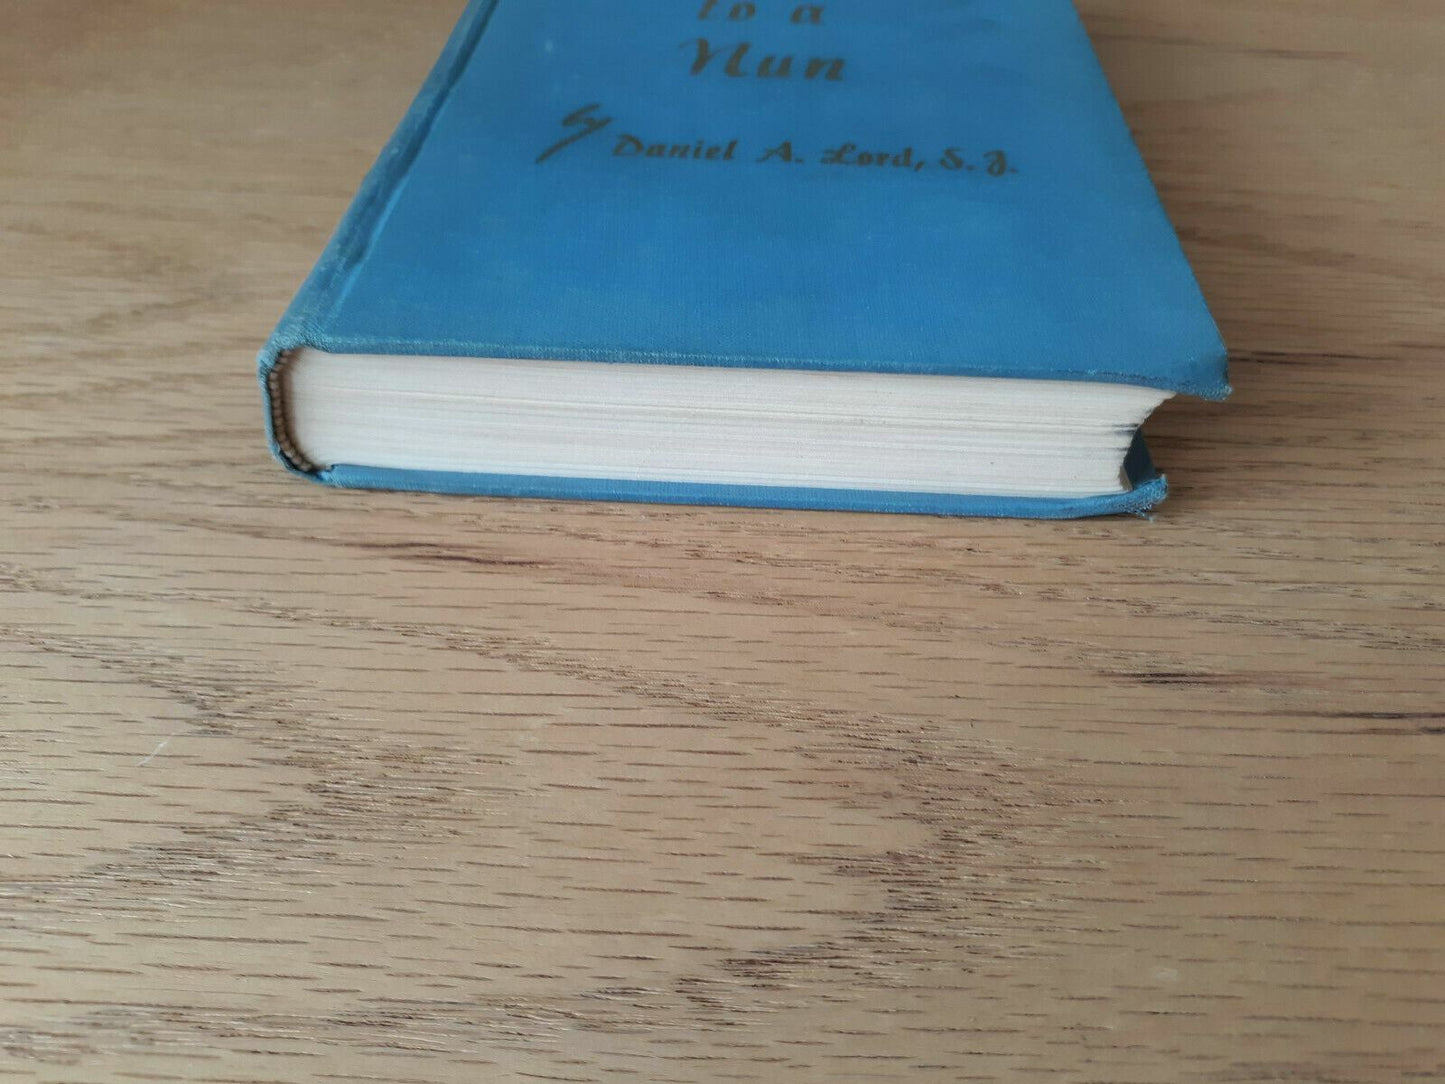 to a
Nun
by Daniel A. Lord, S. J.